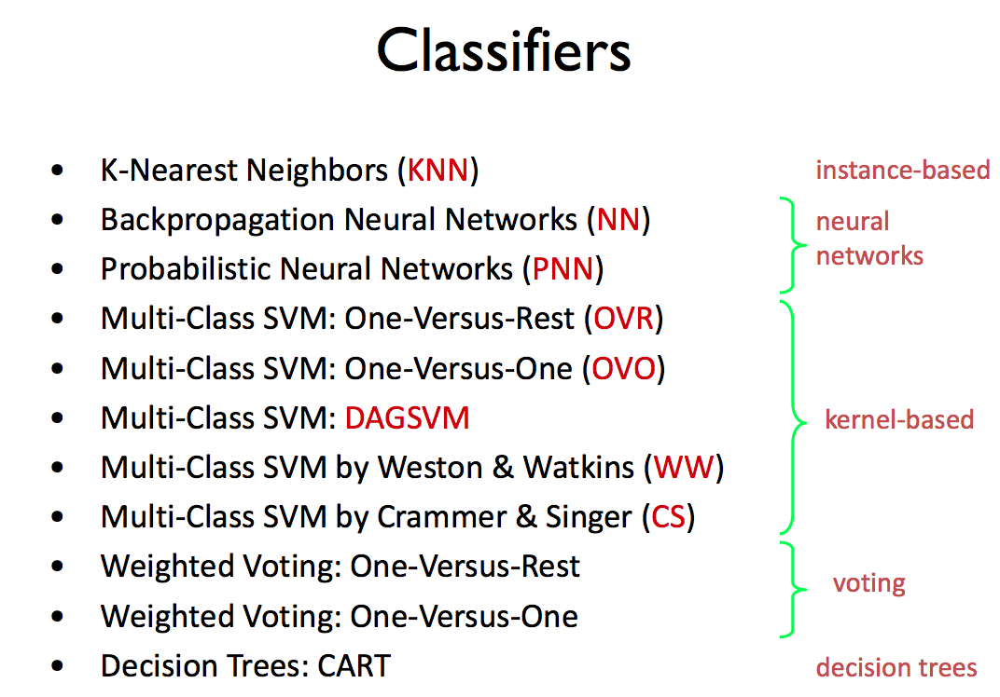 Classifiers
• K-Nearest Neighbors (KNN) instance-based
• Backpropagation Neural Networks (NN)
• Probabilistic Neural Networks (PNN)
neural
networks
• Multi-Class SVM: One-Versus-Rest (OVR)
• Multi-Class SVM: One-Versus-One (OVO)
• Multi-Class SVM: DAGSVM
• Multi-Class SVM by Weston & Watkins (WW)
• Multi-Class SVM by Crammer & Singer (CS)
kernel-based
• Weighted Voting: One-Versus-Rest
• Weighted Voting: One-Versus-One
voting
• Decision Trees: CART decision trees